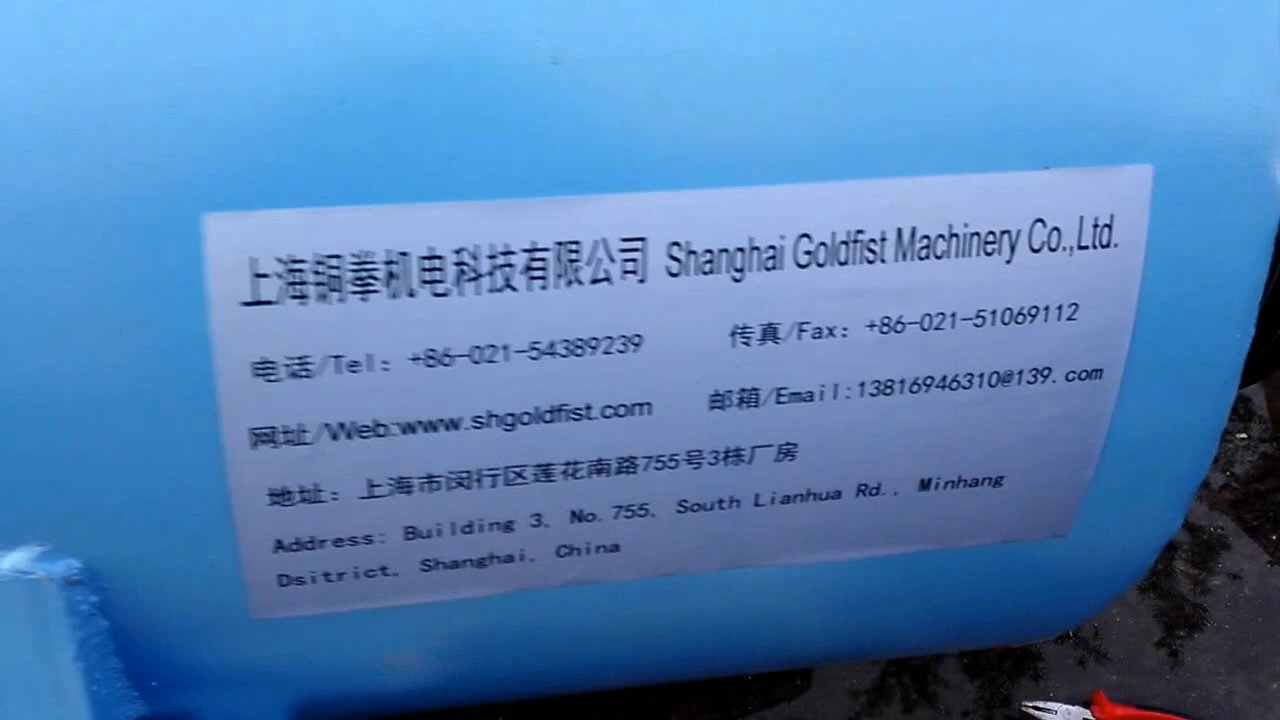 上海钢拳机电科技有限公司 Shanghai Goldfist Machinery Co.,Ltd.
电话/Tel: +86-021-54389239 传真/Fax: +86-021-51069112
网址/Web:www.shgoldfist.com 邮箱/Email:13816946310@139.com
地址: 上海市闵行区莲花南路755号3栋厂房
Address: Building 3, No.755, South Lianhua Rd., Minhang
Dsitrict, Shanghai, China